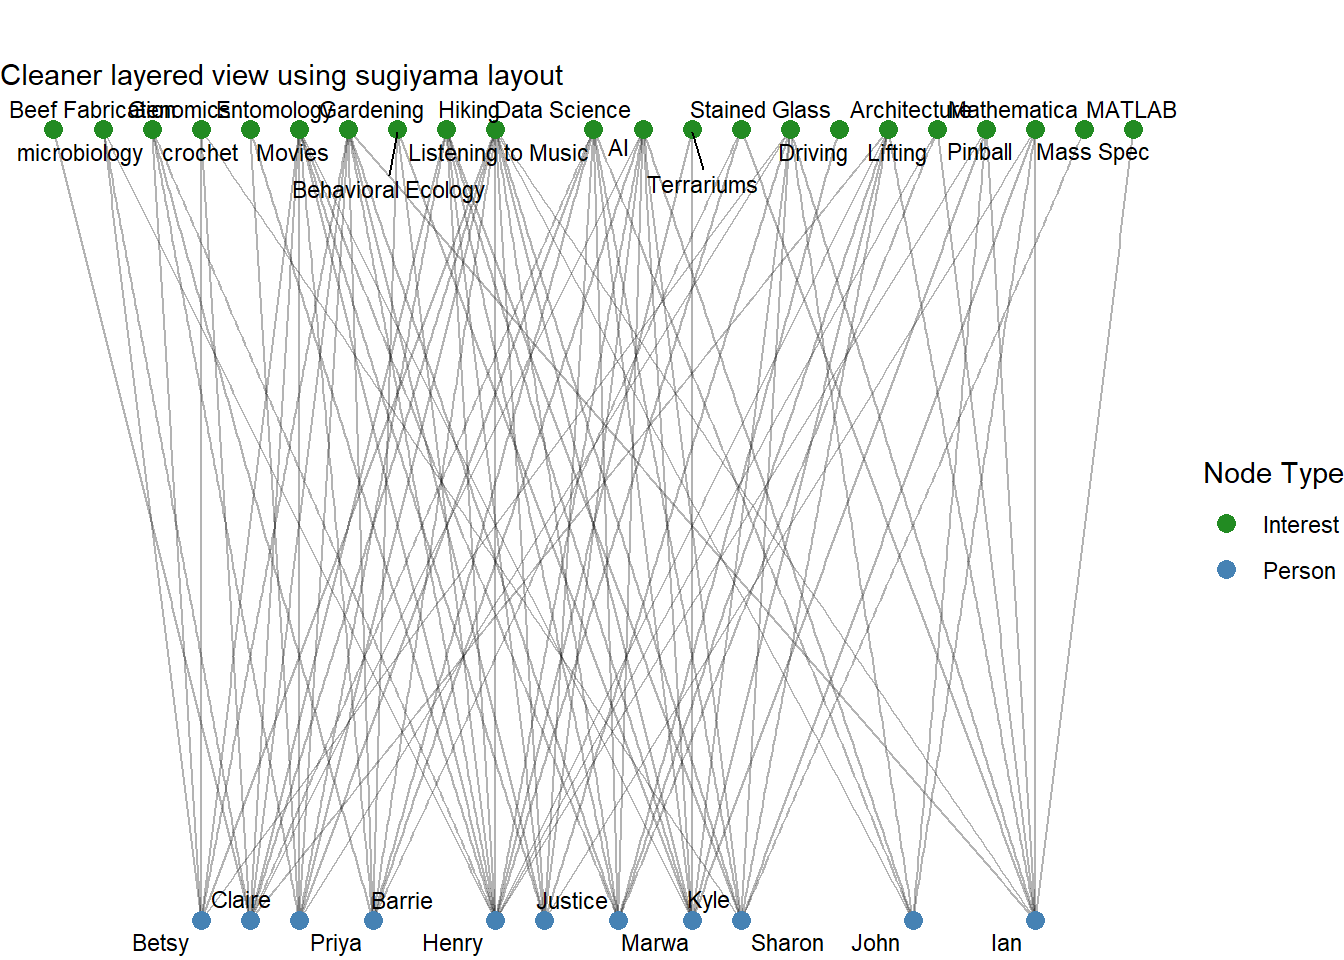 Cleaner layered view using sugiyama layout
Beef Fabrication Genomics Entomology Gardening Hiking Data Science Stained Glass Architecture Mathematica MATLAB
microbiology crochet Movies Listening to Music AI Driving Lifting Pinball Mass Spec
Behavioral Ecology Terrariums
Node Type
Interest
Person
Claire Barrie Justice Kyle
Betsy Priya Henry Marwa Sharon John Ian